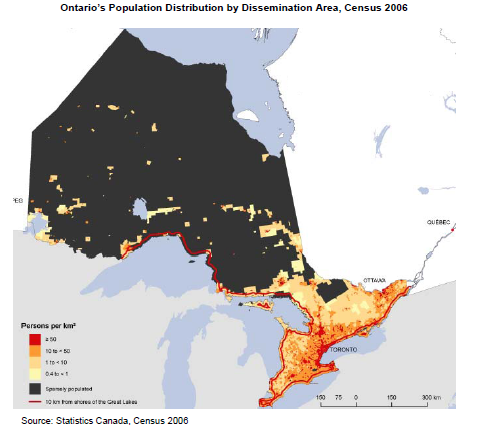 Ontario's Population Distribution by Dissemination Area, Census 2006
PEG
QUÉBEC
OTTAWA
TORONTO
Persons per km²
≥ 50
10 to < 50
1 to < 10
0.4 to < 1
Sparsely populated
10 km from shores of the Great Lakes
150 75 0 150 300 km
Source: Statistics Canada, Census 2006